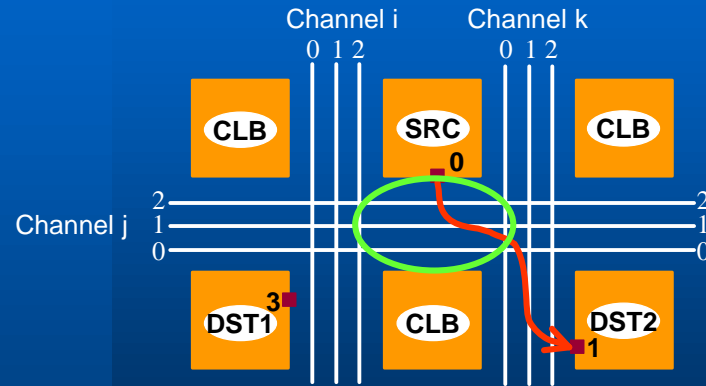 Channel i Channel k
0 1 2 0 1 2
CLB SRC CLB
0
2 2
Channel j 1 1
0 0
3
DST1 CLB DST2
1